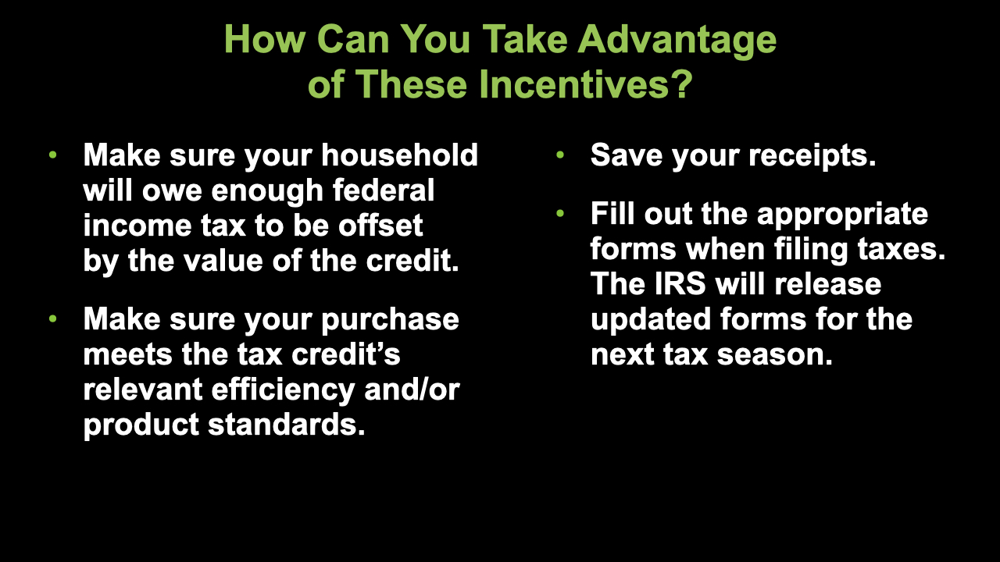 How Can You Take Advantage
of These Incentives?
• Make sure your household
will owe enough federal
income tax to be offset
by the value of the credit.
• Make sure your purchase
meets the tax credit’s
relevant efficiency and/or
product standards.
• Save your receipts.
• Fill out the appropriate
forms when filing taxes.
The IRS will release
updated forms for the
next tax season.